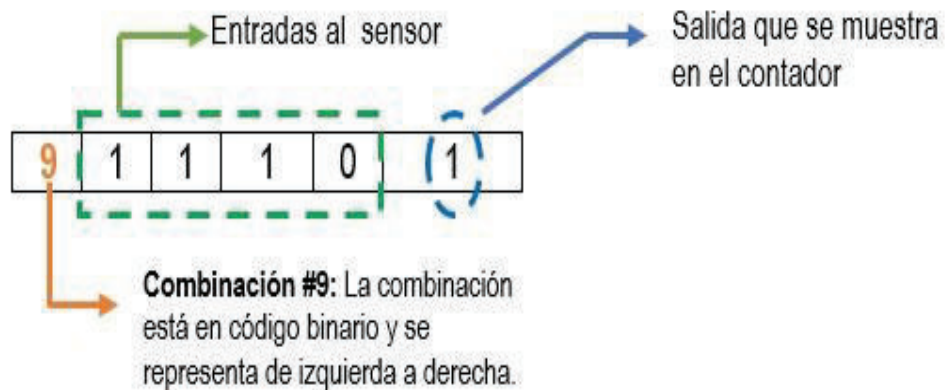 Entradas al sensor
Salida que se muestra
en el contador
9 1 1 1 0 1
Combinación #9: La combinación
está en código binario y se
representa de izquierda a derecha.